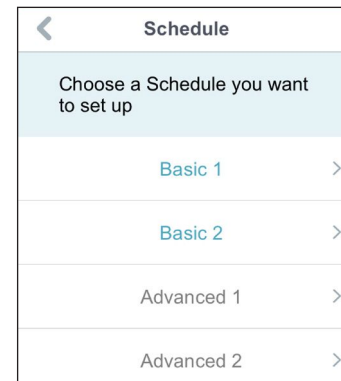 Schedule
Choose a Schedule you want
to set up
Basic 1
Basic 2
Advanced 1
Advanced 2